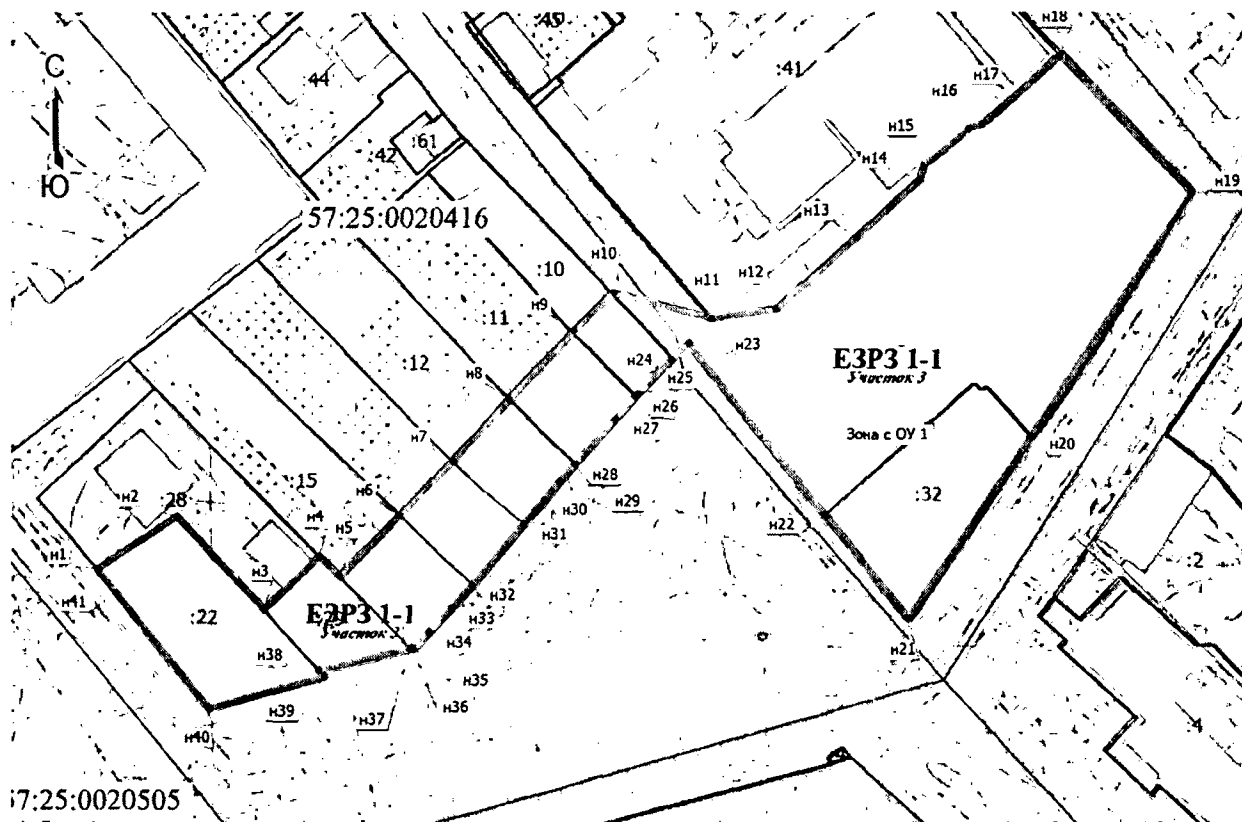 :45
н18
С
:44
:41
н17
н16
:61
:42
н15
н14
Ю
н19
57:25:0020416
н13
н10
:10
н12
н11
н9
:11
н23
ЕЗРЗ 1-1
Участок 3
:12
н24
н8
н25
н26
н27
Зона с ОУ 1
н7
н20
н28
:15
:32
н2
:28
н6
н29
н30
н4
н5
н22
н31
н1
:2
н3
н41
н32
ЕЗРЗ 1-1
:22
н33
н34
н38
н21
н35
н39
н36
н37
:4
н40
57:25:0020505